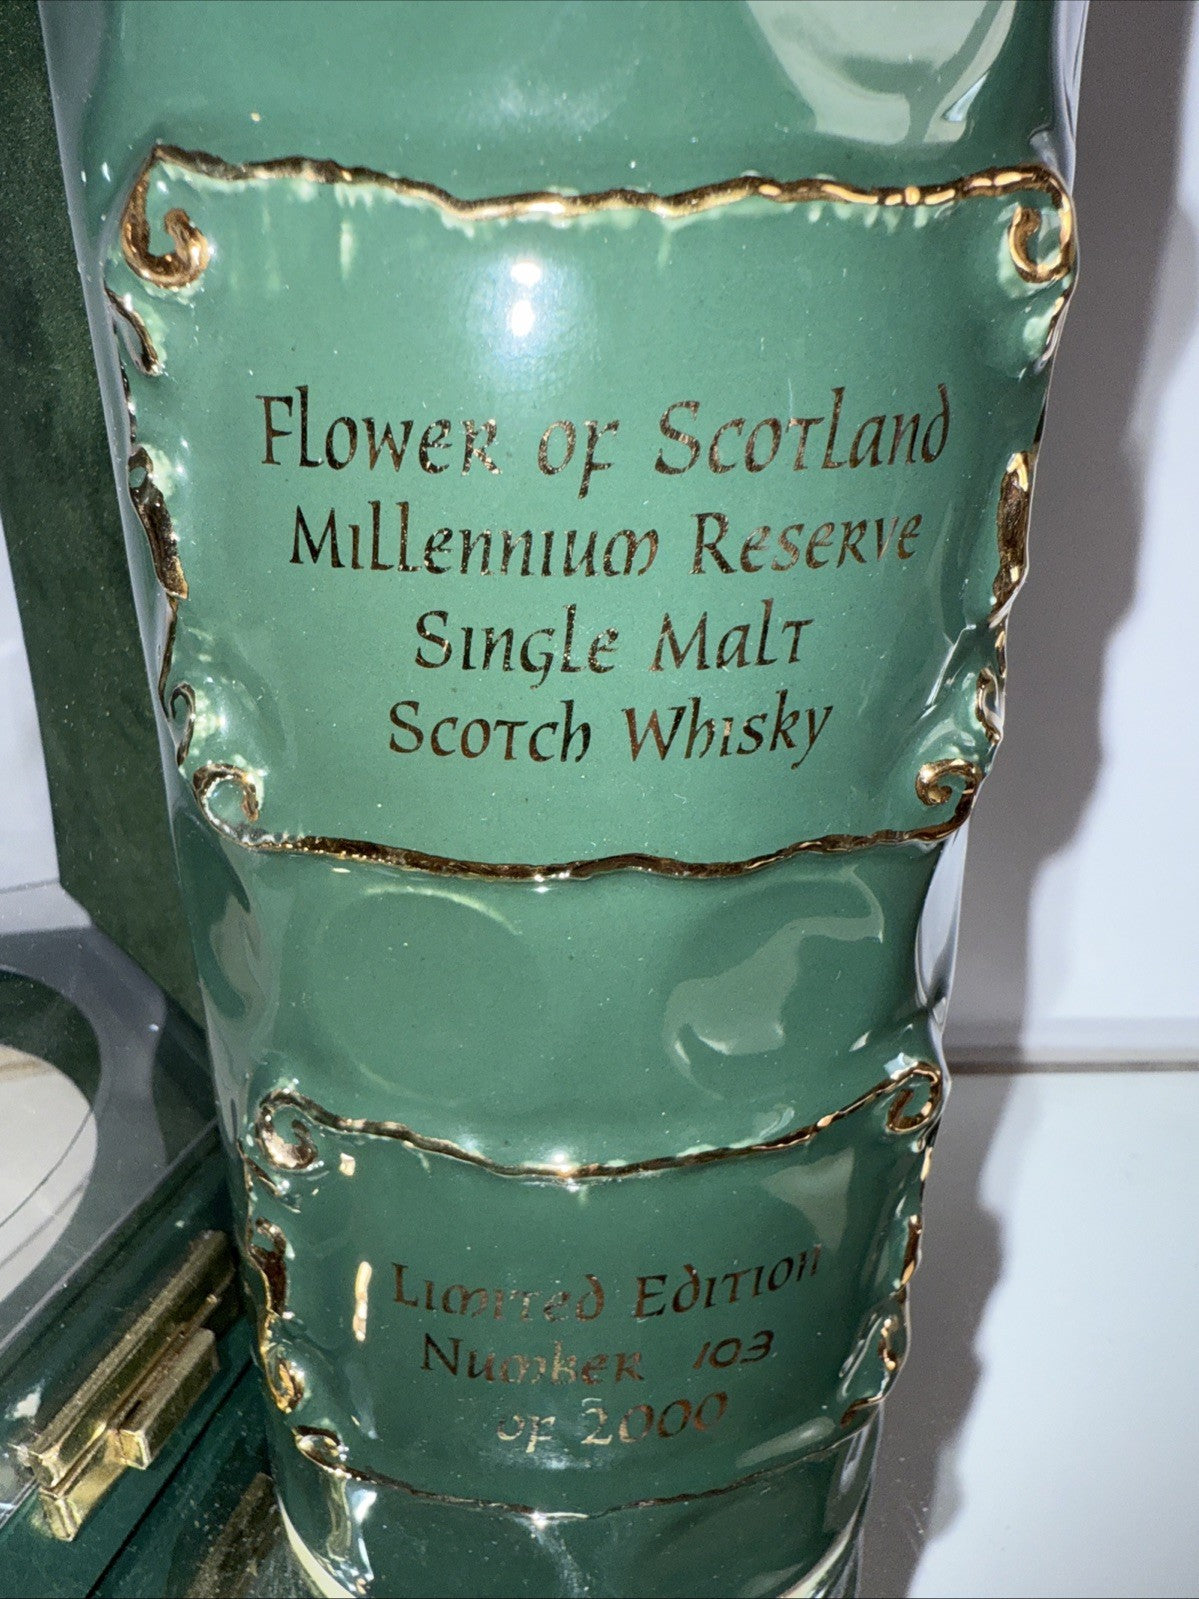 Flower of Scotland
Millennium Reserve
Single Malt
Scotch Whisky
Limited Edition
Number 103
of 2000